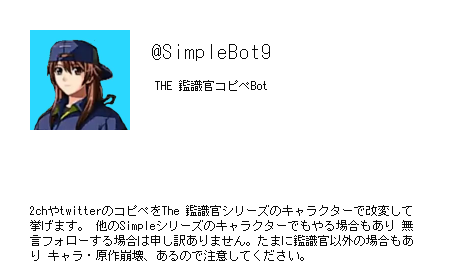 @SimpleBot9
THE 鑑識官コピペBot
2chやtwitterのコピペをThe 鑑識官シリーズのキャラクターで改変して
挙げます。 他のSimpleシリーズのキャラクターでもやる場合もあり 無
言フォローする場合は申し訳ありません。たまに鑑識官以外の場合もあ
り キャラ・原作崩壊、あるので注意してください。